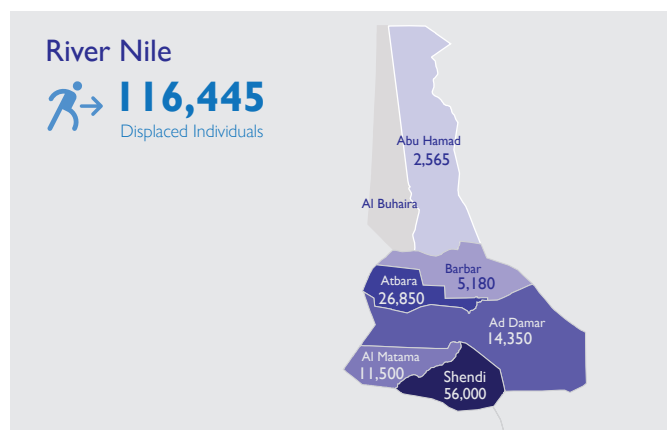 River Nile
116,445
Displaced Individuals
Abu Hamad
2,565
Al Buhaira
Barbar
5,180
Atbara
26,850
Ad Damar
14,350
Al Matama
11,500
Shendi
56,000